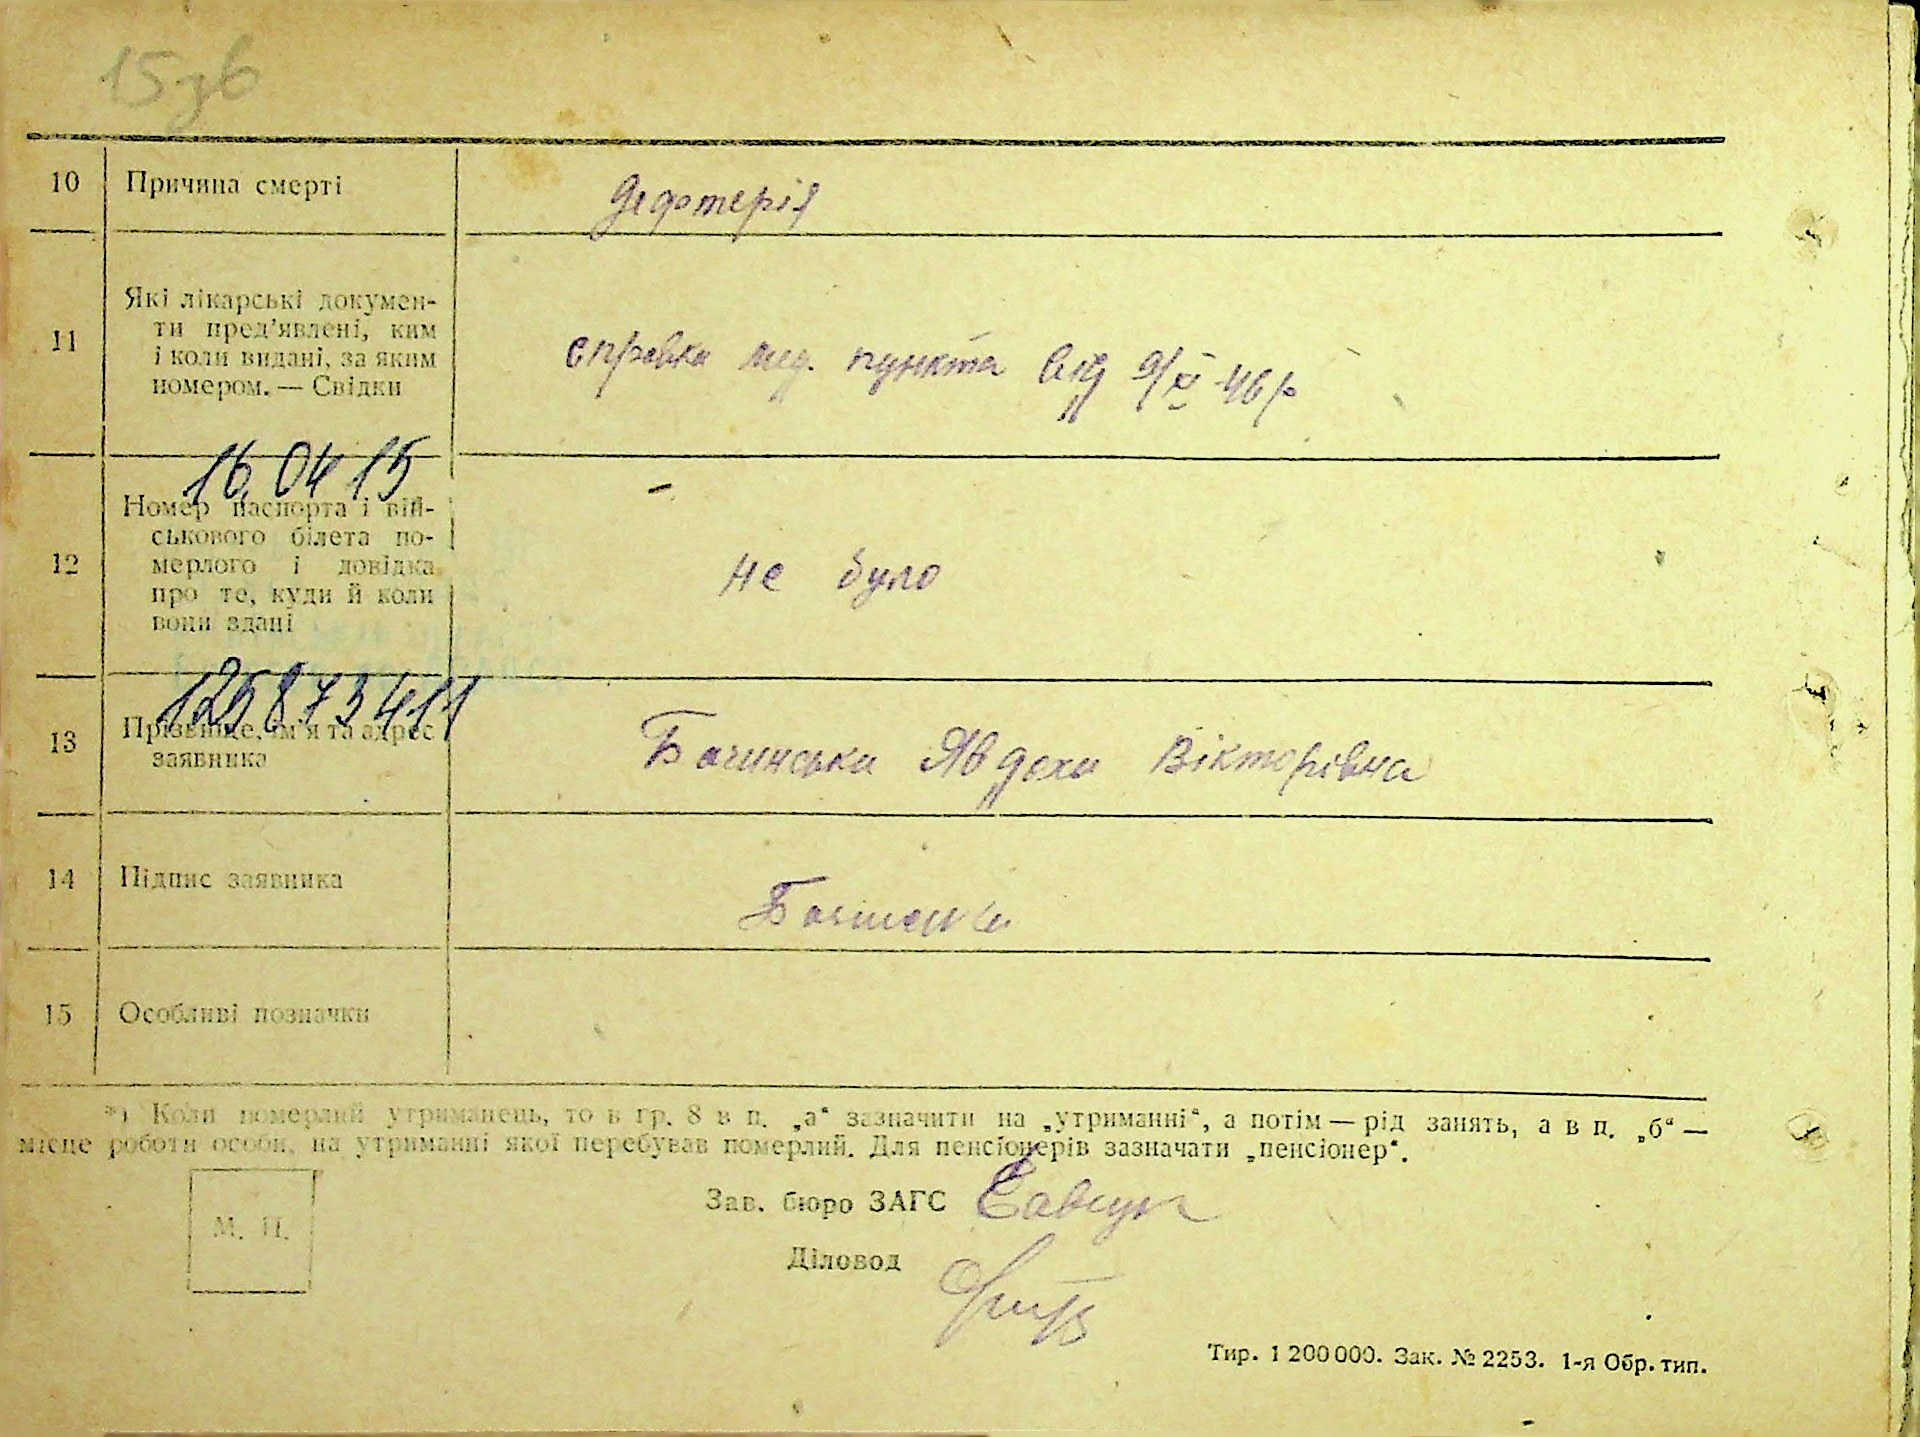 15зв
10 Причина смерті Дефтерія
11 Які лікарські докумен-
ти пред'явлені, ким
і коли видані, за яким
номером. — Свідки
справка мед. пункта від 9/XI-46 р
16.04 15
12 Номер паспорта і вій-
ськового білета по-
мерлого і довідка
про те, куди й коли
вони здані
не було
125873411
13 Прізвище, ім'я та адрес
заявника
Бачинська Явдоха Вікторівна
14 Підпис заявника
15 Особливі позначки
*) Коли померлий утриманець, то в гр. 8 в п. „а“ зазначити на „утриманні“, а потім — рід занять, а в п. „б“ —
місце роботи особи, на утриманні якої перебував померлий. Для пенсіонерів зазначати „пенсіонер“.
М. П.
Зав. бюро ЗАГС Савчук
Діловод
Тир. 1 200 000. Зак. № 2253. 1-я Обр. тип.